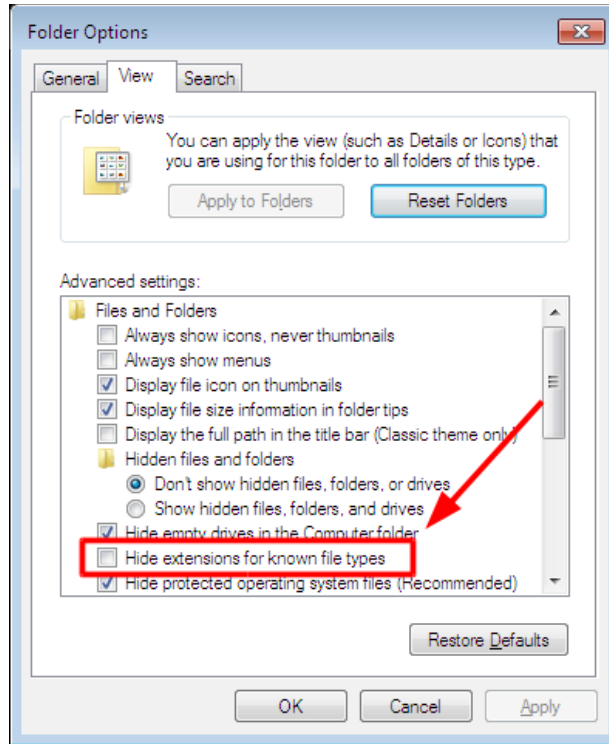 Folder Options
General View Search
Folder views
You can apply the view (such as Details or Icons) that
you are using for this folder to all folders of this type.
Apply to Folders Reset Folders
Advanced settings:
Files and Folders
Always show icons, never thumbnails
Always show menus
Display file icon on thumbnails
Display file size information in folder tips
Display the full path in the title bar (Classic theme only)
Hidden files and folders
Don't show hidden files, folders, or drives
Show hidden files, folders, and drives
Hide empty drives in the Computer folder
Hide extensions for known file types
Hide protected operating system files (Recommended)
Restore Defaults
OK Cancel Apply